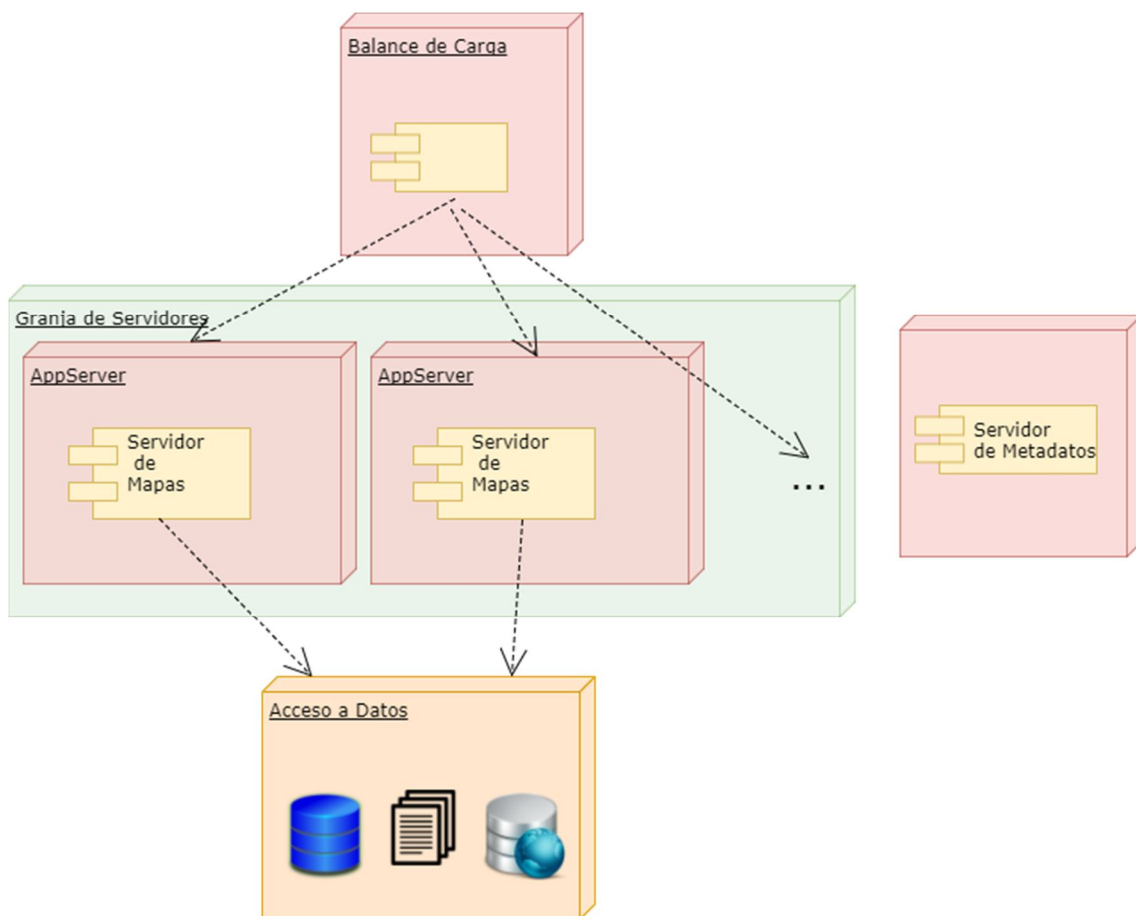 Balance de Carga
Granja de Servidores
AppServer
Servidor
de
Mapas
AppServer
Servidor
de
Mapas
...
Servidor
de Metadatos
Acceso a Datos